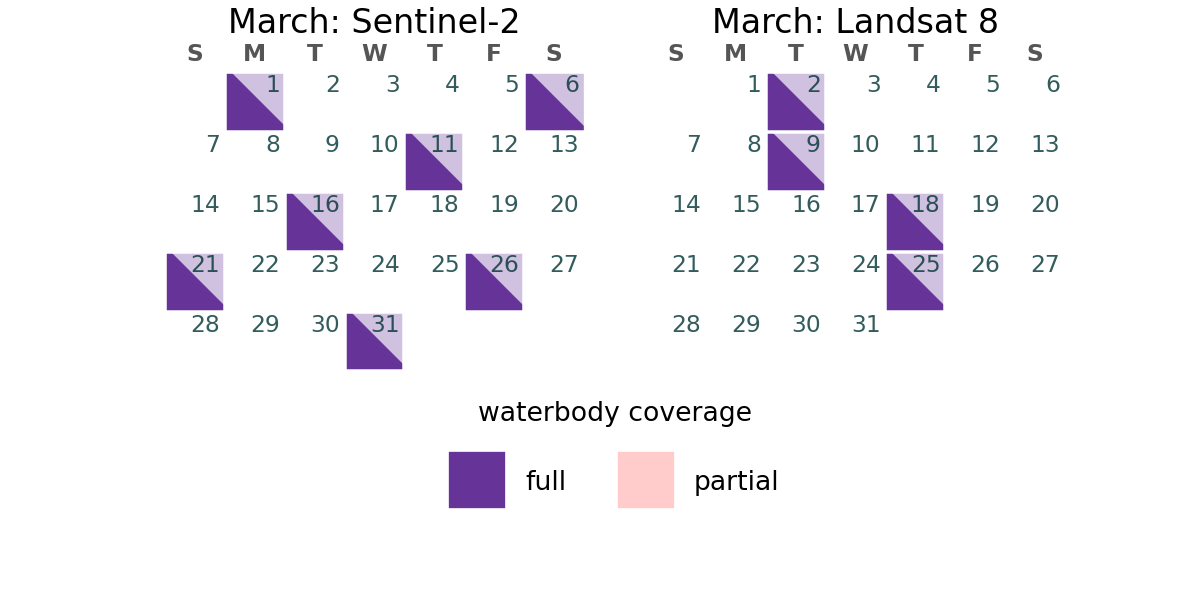 March: Sentinel-2
S M T W T F S
1 2 3 4 5 6
7 8 9 10 11 12 13
14 15 16 17 18 19 20
21 22 23 24 25 26 27
28 29 30 31
March: Landsat 8
S M T W T F S
1 2 3 4 5 6
7 8 9 10 11 12 13
14 15 16 17 18 19 20
21 22 23 24 25 26 27
28 29 30 31
waterbody coverage
full
partial